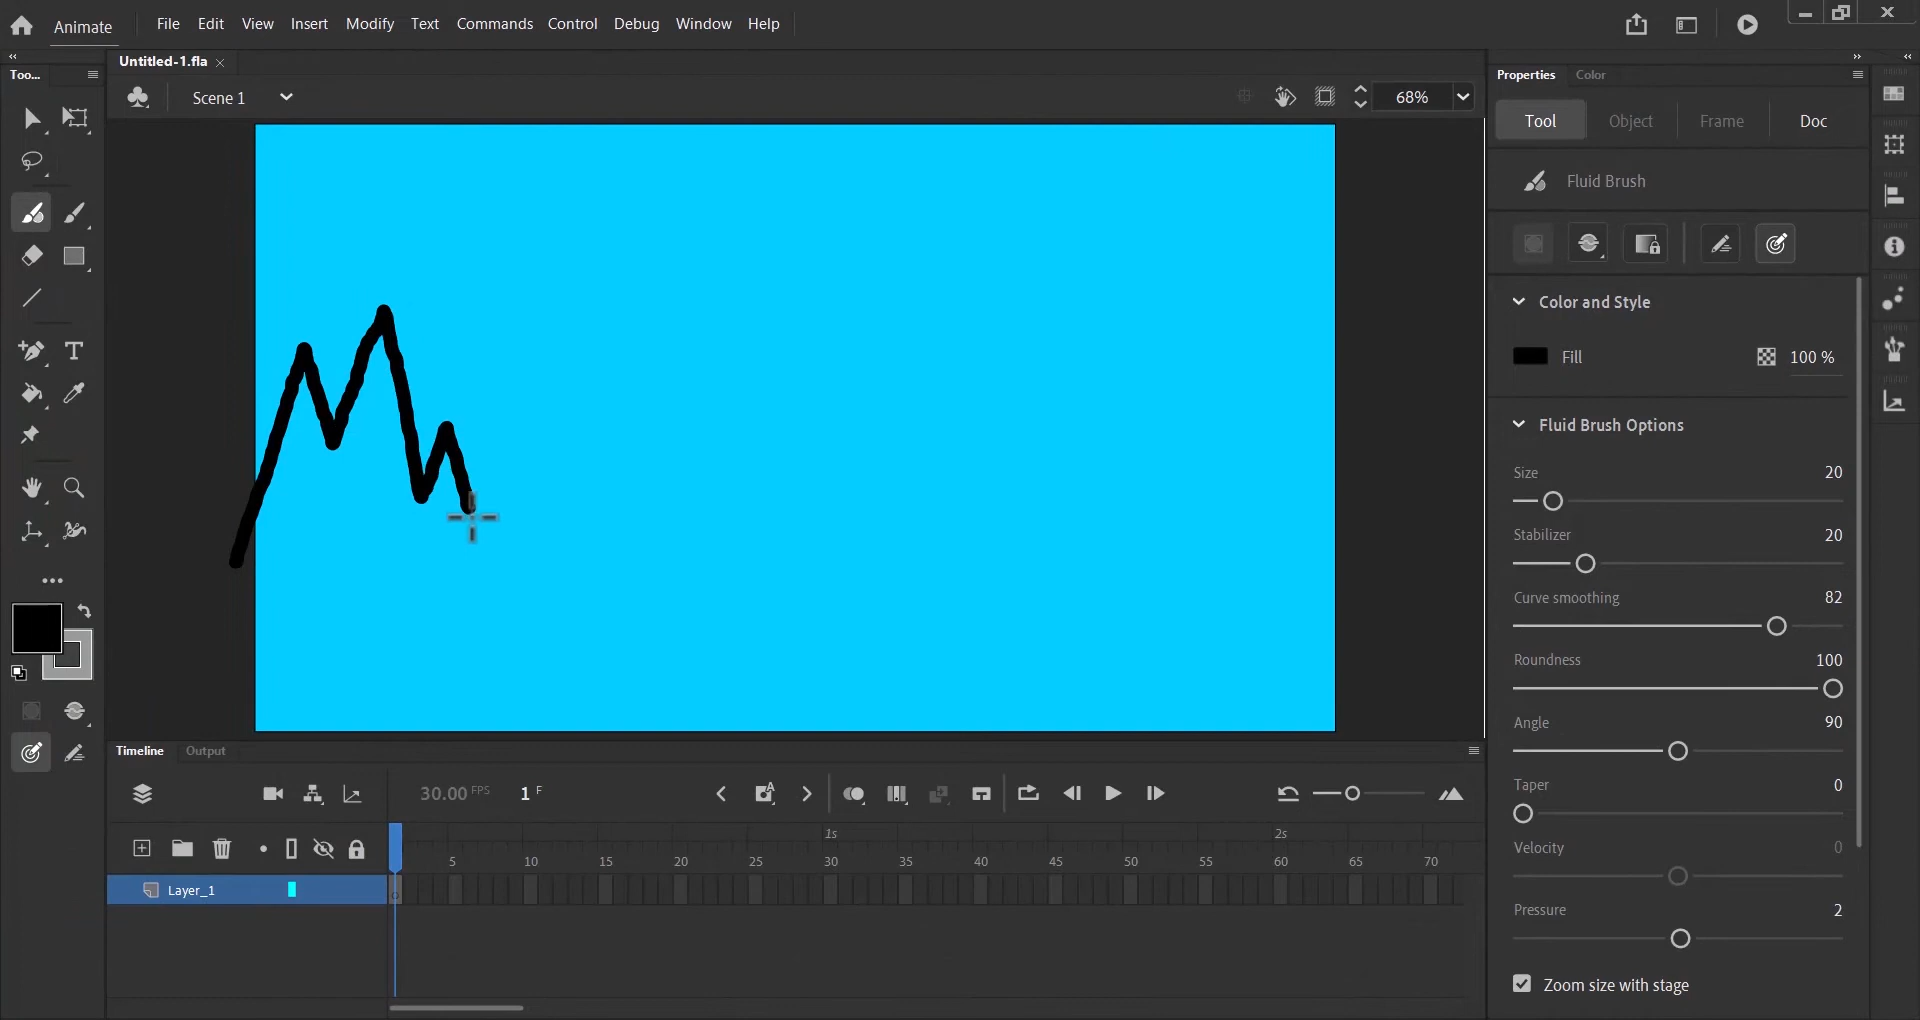 Animate File Edit View Insert Modify Text Commands Control Debug Window Help
Untitled-1.fla
Too...
Scene 1
68%
Properties Color
Tool Object Frame Doc
Fluid Brush
Color and Style
Fill 100 %
Fluid Brush Options
Size 20
Stabilizer 20
Curve smoothing 82
Roundness 100
Angle 90
Taper 0
Velocity 0
Pressure 2
Zoom size with stage
Timeline Output
30.00 FPS 1 F
1s 2s
5 10 15 20 25 30 35 40 45 50 55 60 65 70
Layer_1